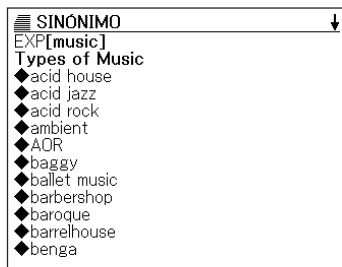 SINÓNIMO
EXP[music]
Types of Music
◆acid house
◆acid jazz
◆acid rock
◆ambient
◆AOR
◆baggy
◆ballet music
◆barbershop
◆baroque
◆barrelhouse
◆benga